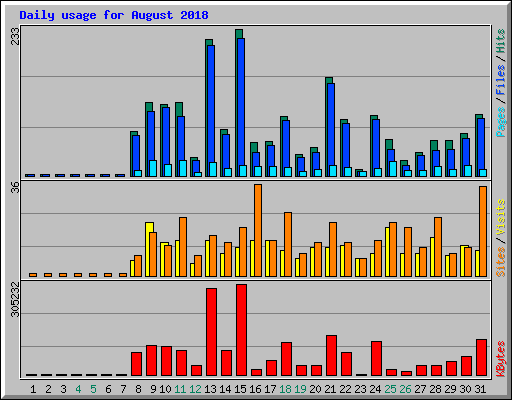 Daily usage for August 2018
233
Pages / Files / Hits
36
Sites / Visits
305232
KBytes
1 2 3 4 5 6 7 8 9 10 11 12 13 14 15 16 17 18 19 20 21 22 23 24 25 26 27 28 29 30 31